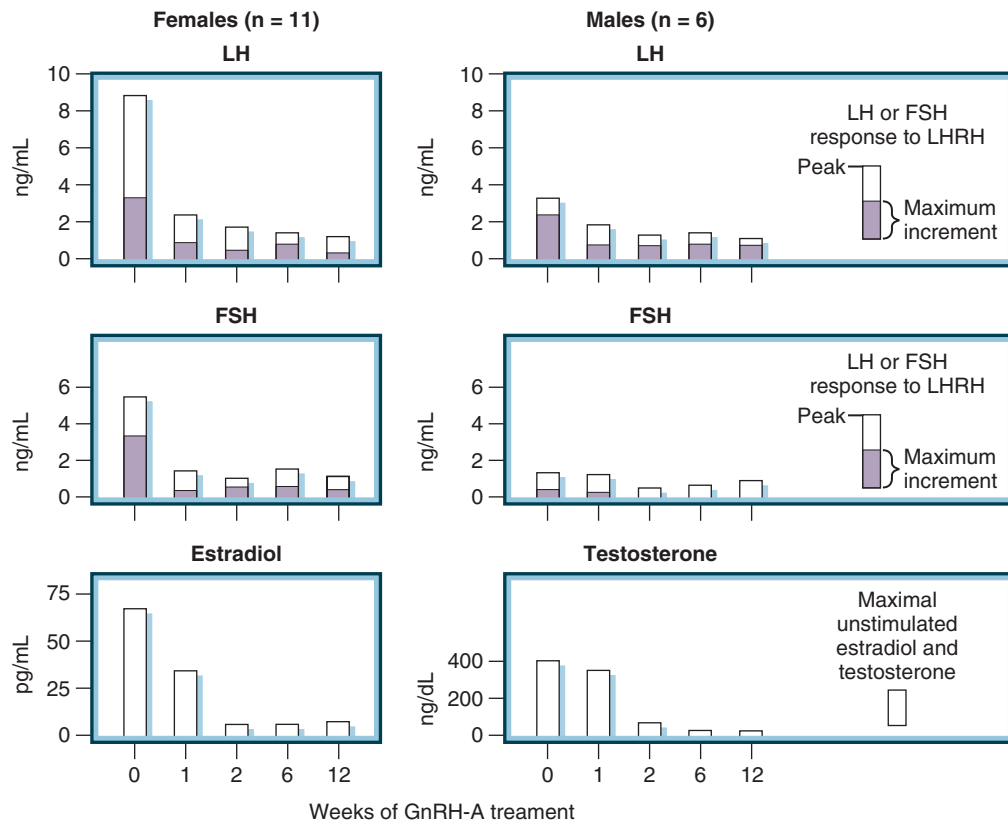 Females (n = 11)
Males (n = 6)
LH
10
8
6
4
2
0
ng/mL
LH
10
8
6
4
2
0
ng/mL
LH or FSH
response to LHRH
Peak
Maximum
increment
FSH
6
4
2
0
ng/mL
FSH
6
4
2
0
ng/mL
LH or FSH
response to LHRH
Peak
Maximum
increment
Estradiol
75
50
25
0
pg/mL
0 1 2 6 12
Testosterone
400
200
0
ng/dL
0 1 2 6 12
Maximal
unstimulated
estradiol and
testosterone
Weeks of GnRH-A treament